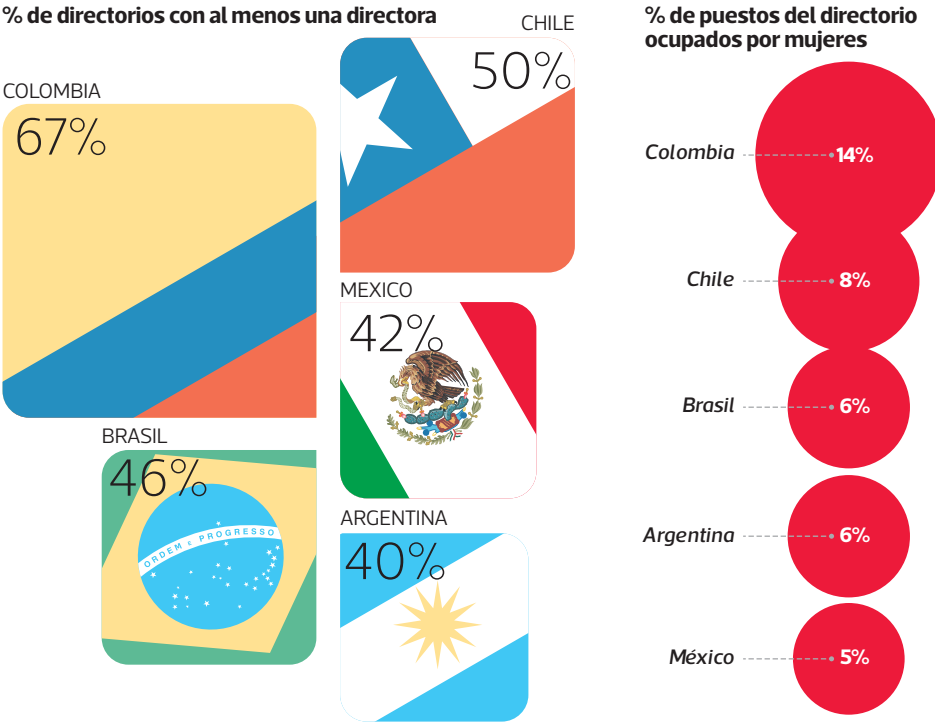 % de directorios con al menos una directora
COLOMBIA
67%
CHILE
50%
MEXICO
42%
BRASIL
46%
ORDEM E PROGRESSO
ARGENTINA
40%
% de puestos del directorio
ocupados por mujeres
Colombia 14%
Chile 8%
Brasil 6%
Argentina 6%
México 5%